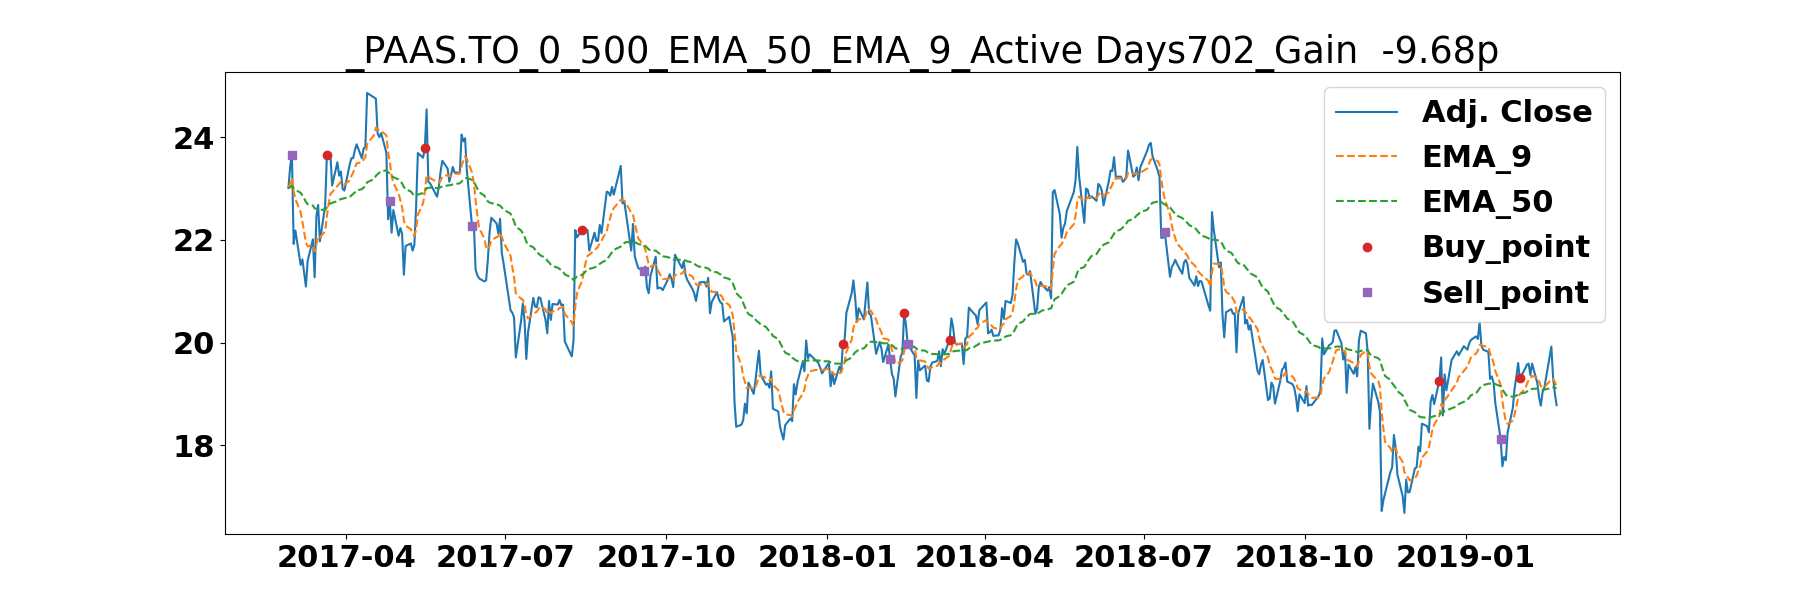 _PAAS.TO_0_500_EMA_50_EMA_9_Active Days702_Gain  -9.68p
Adj. Close
EMA_9
EMA_50
Buy_point
Sell_point
24
22
20
18
2017-04 2017-07 2017-10 2018-01 2018-04 2018-07 2018-10 2019-01